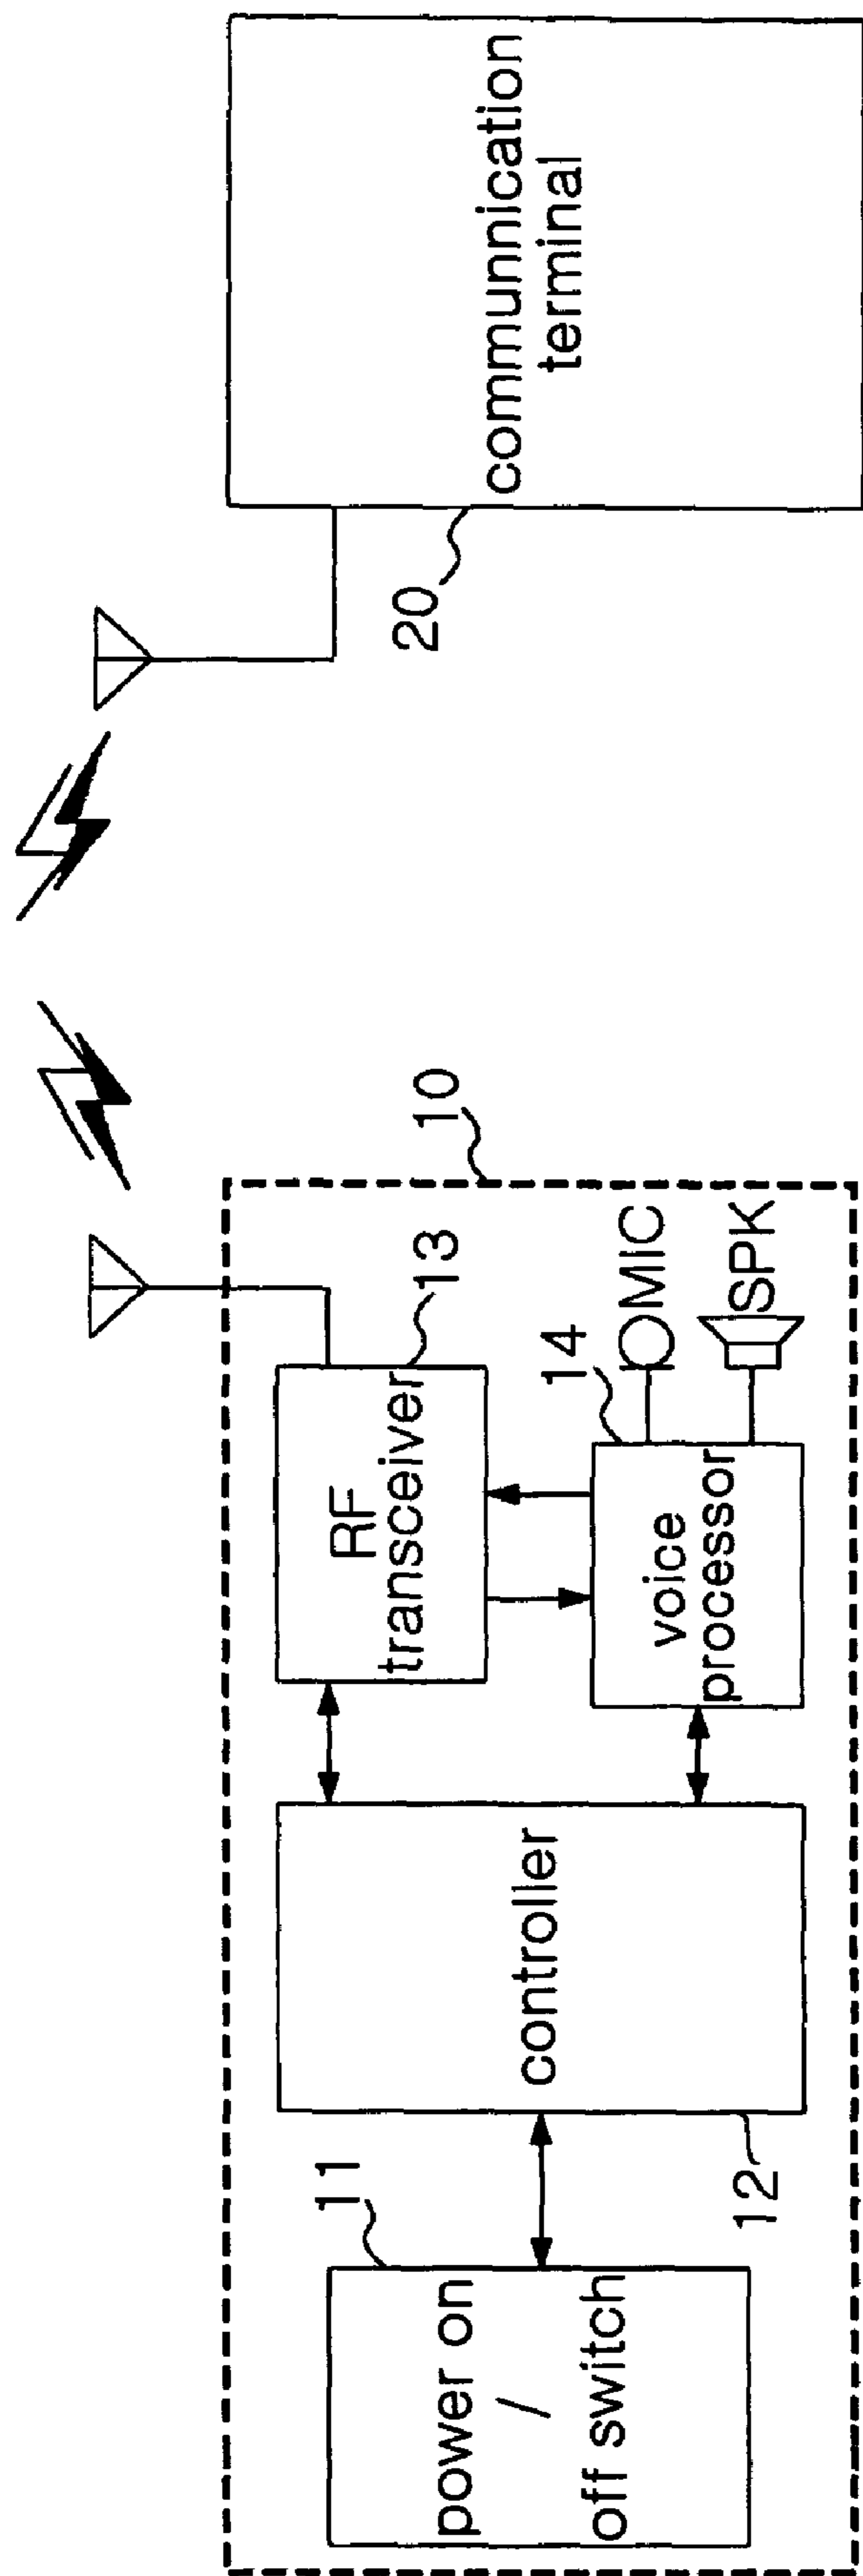 power on
/
off switch
11
controller
12
RF
transceiver
13
voice
processor
14
MIC
SPK
10
communnication
terminal
20